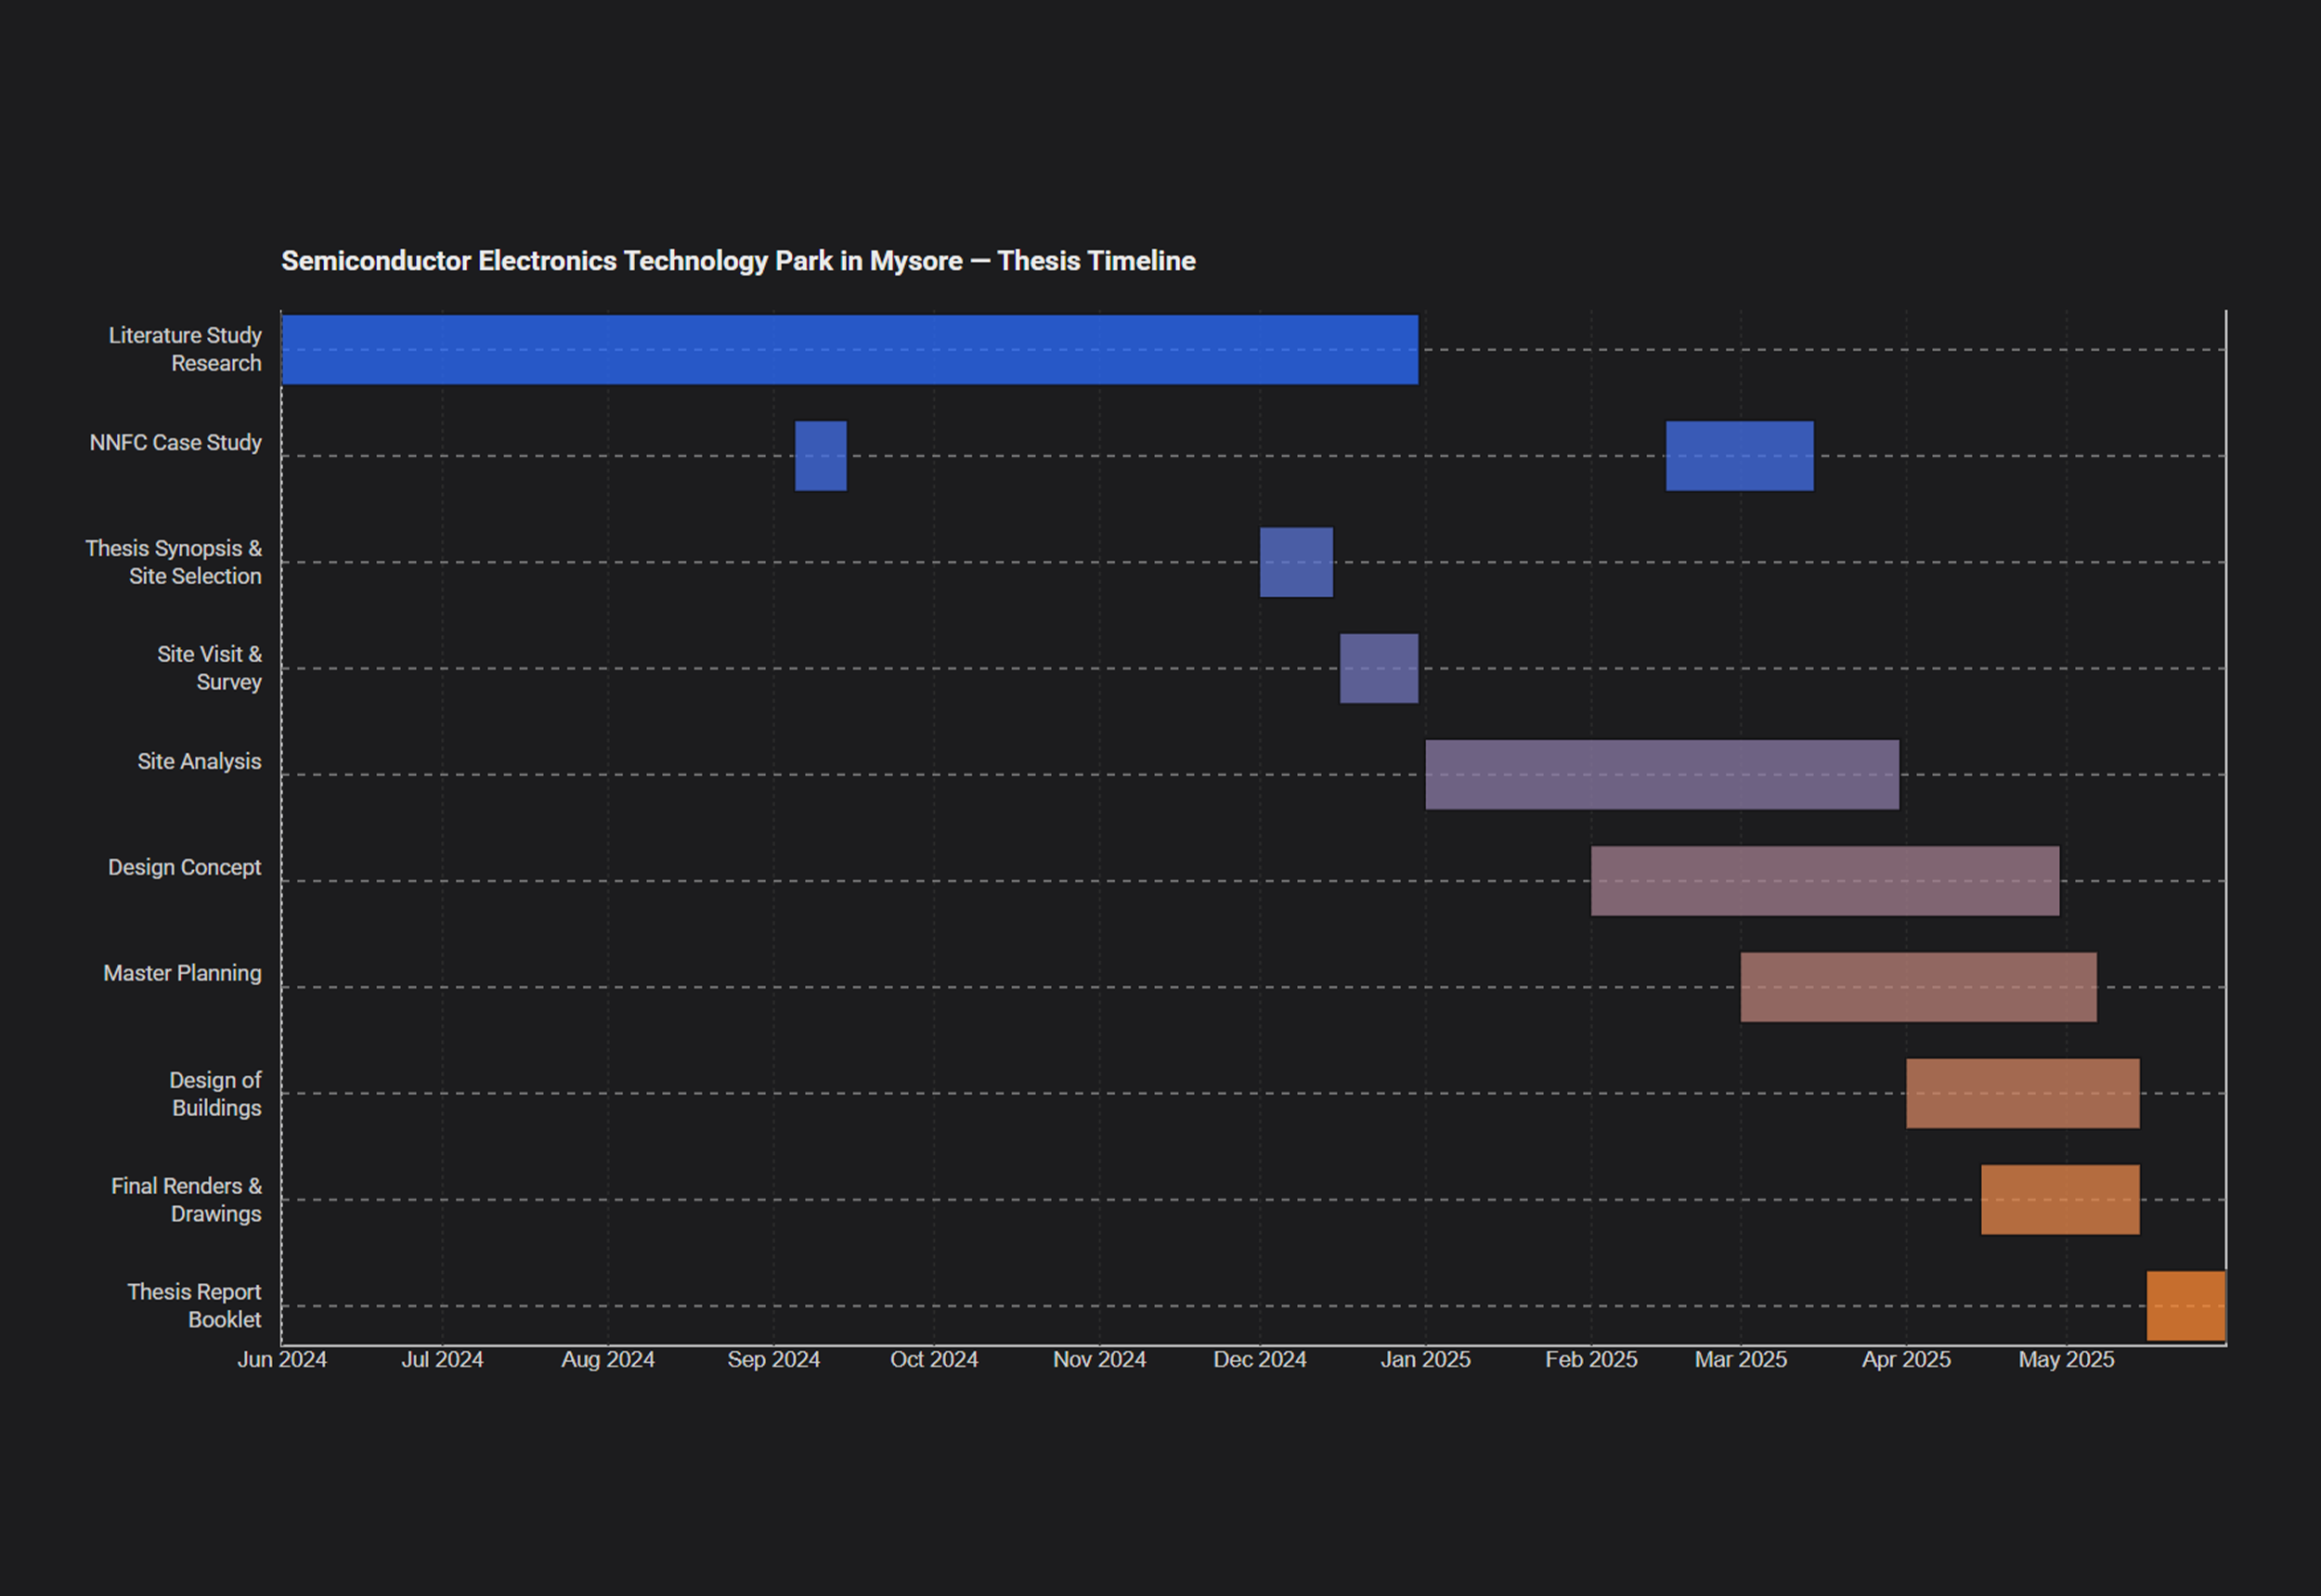 Semiconductor Electronics Technology Park in Mysore — Thesis Timeline
Literature Study
Research
NNFC Case Study
Thesis Synopsis &
Site Selection
Site Visit &
Survey
Site Analysis
Design Concept
Master Planning
Design of
Buildings
Final Renders &
Drawings
Thesis Report
Booklet
Jun 2024 Jul 2024 Aug 2024 Sep 2024 Oct 2024 Nov 2024 Dec 2024 Jan 2025 Feb 2025 Mar 2025 Apr 2025 May 2025